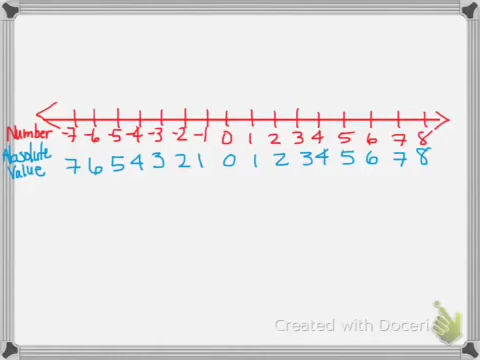 Number -7 -6 -5 -4 -3 -2 -1 0 1 2 3 4 5 6 7 8
Absolute
Value 7 6 5 4 3 2 1 0 1 2 3 4 5 6 7 8
Created with Doceri